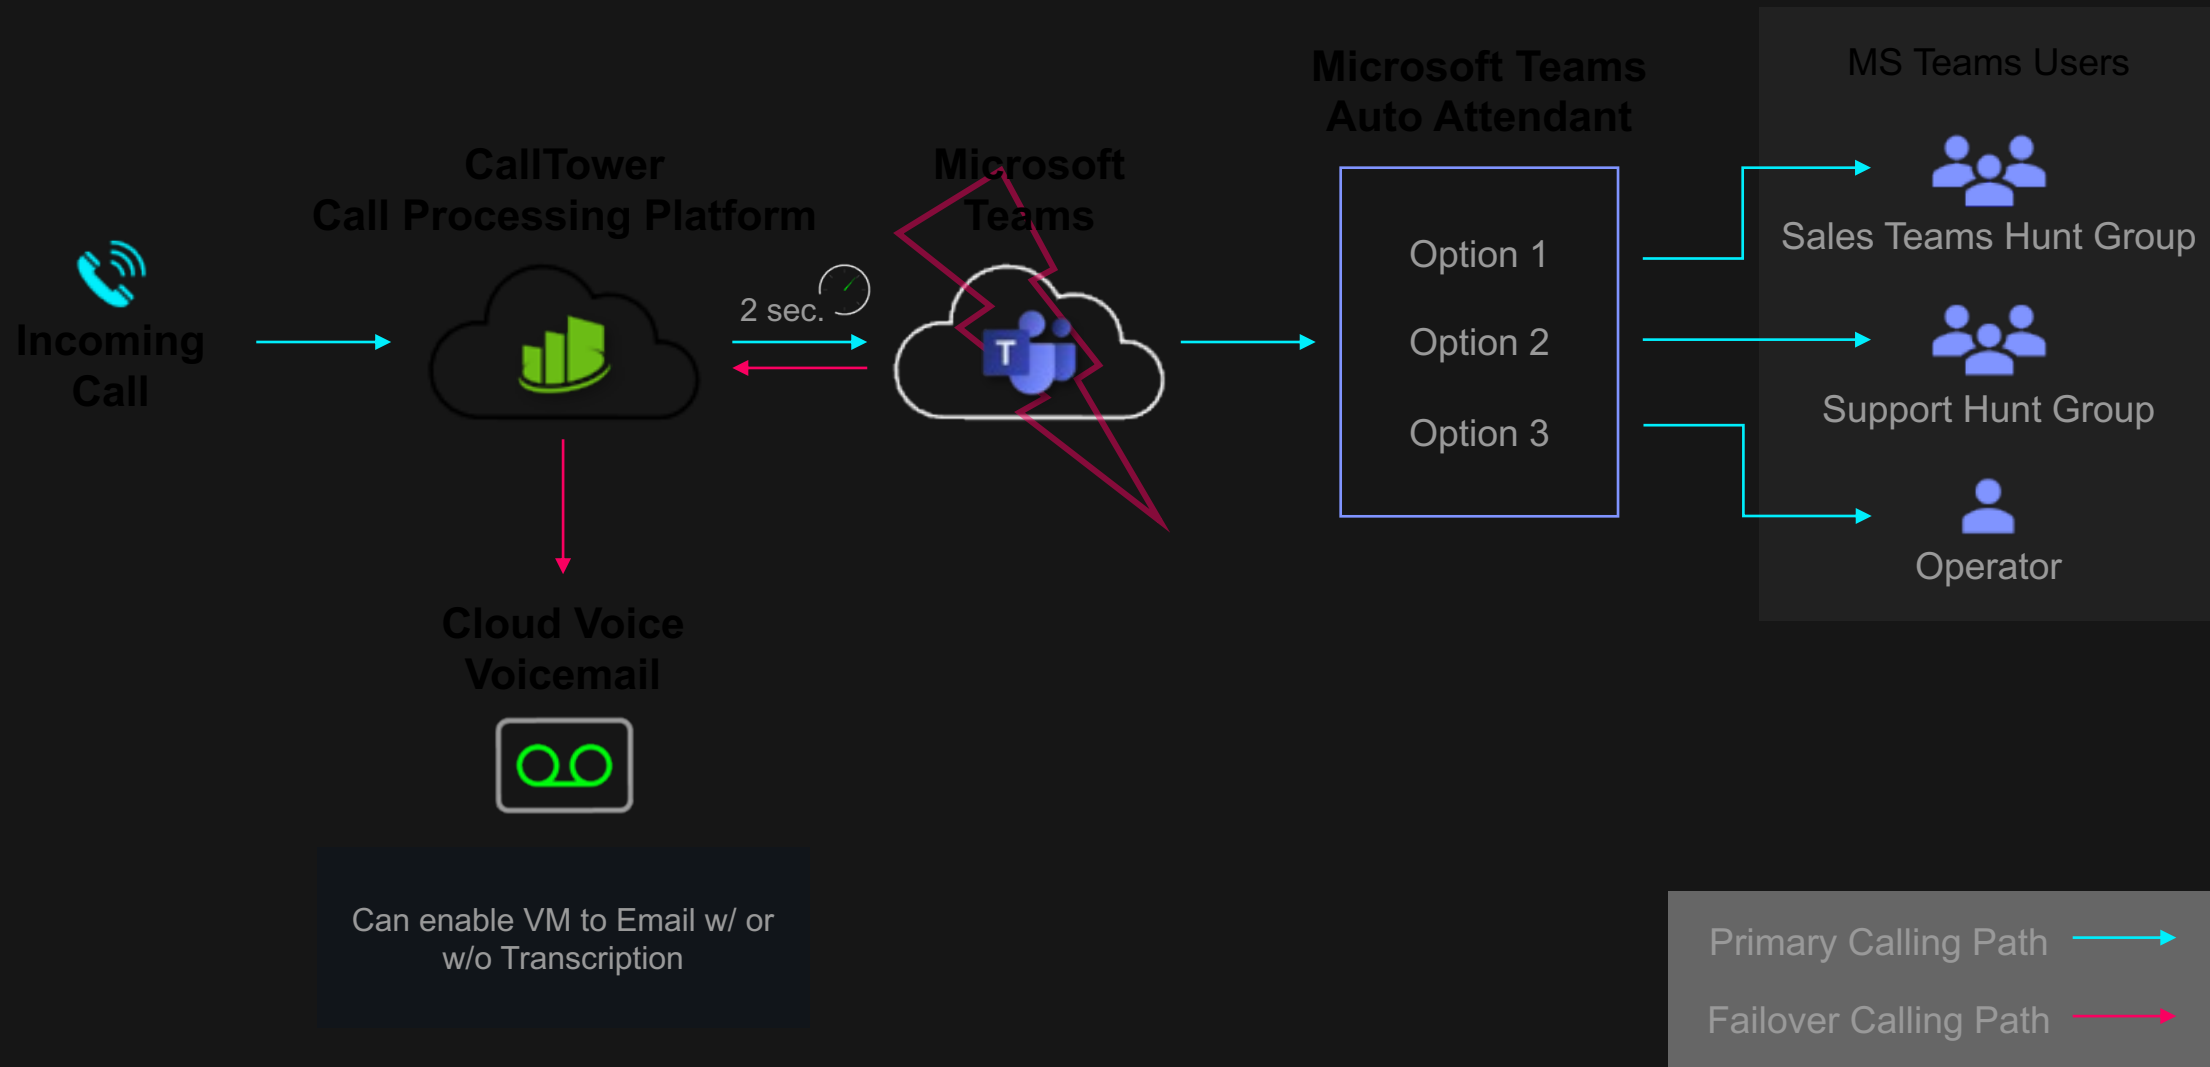 Microsoft Teams
Auto Attendant
MS Teams Users
CallTower
Call Processing Platform
Microsoft
Teams
Incoming
Call
2 sec.
T
Option 1
Option 2
Option 3
Sales Teams Hunt Group
Support Hunt Group
Operator
Cloud Voice
Voicemail
Can enable VM to Email w/ or
w/o Transcription
Primary Calling Path
Failover Calling Path